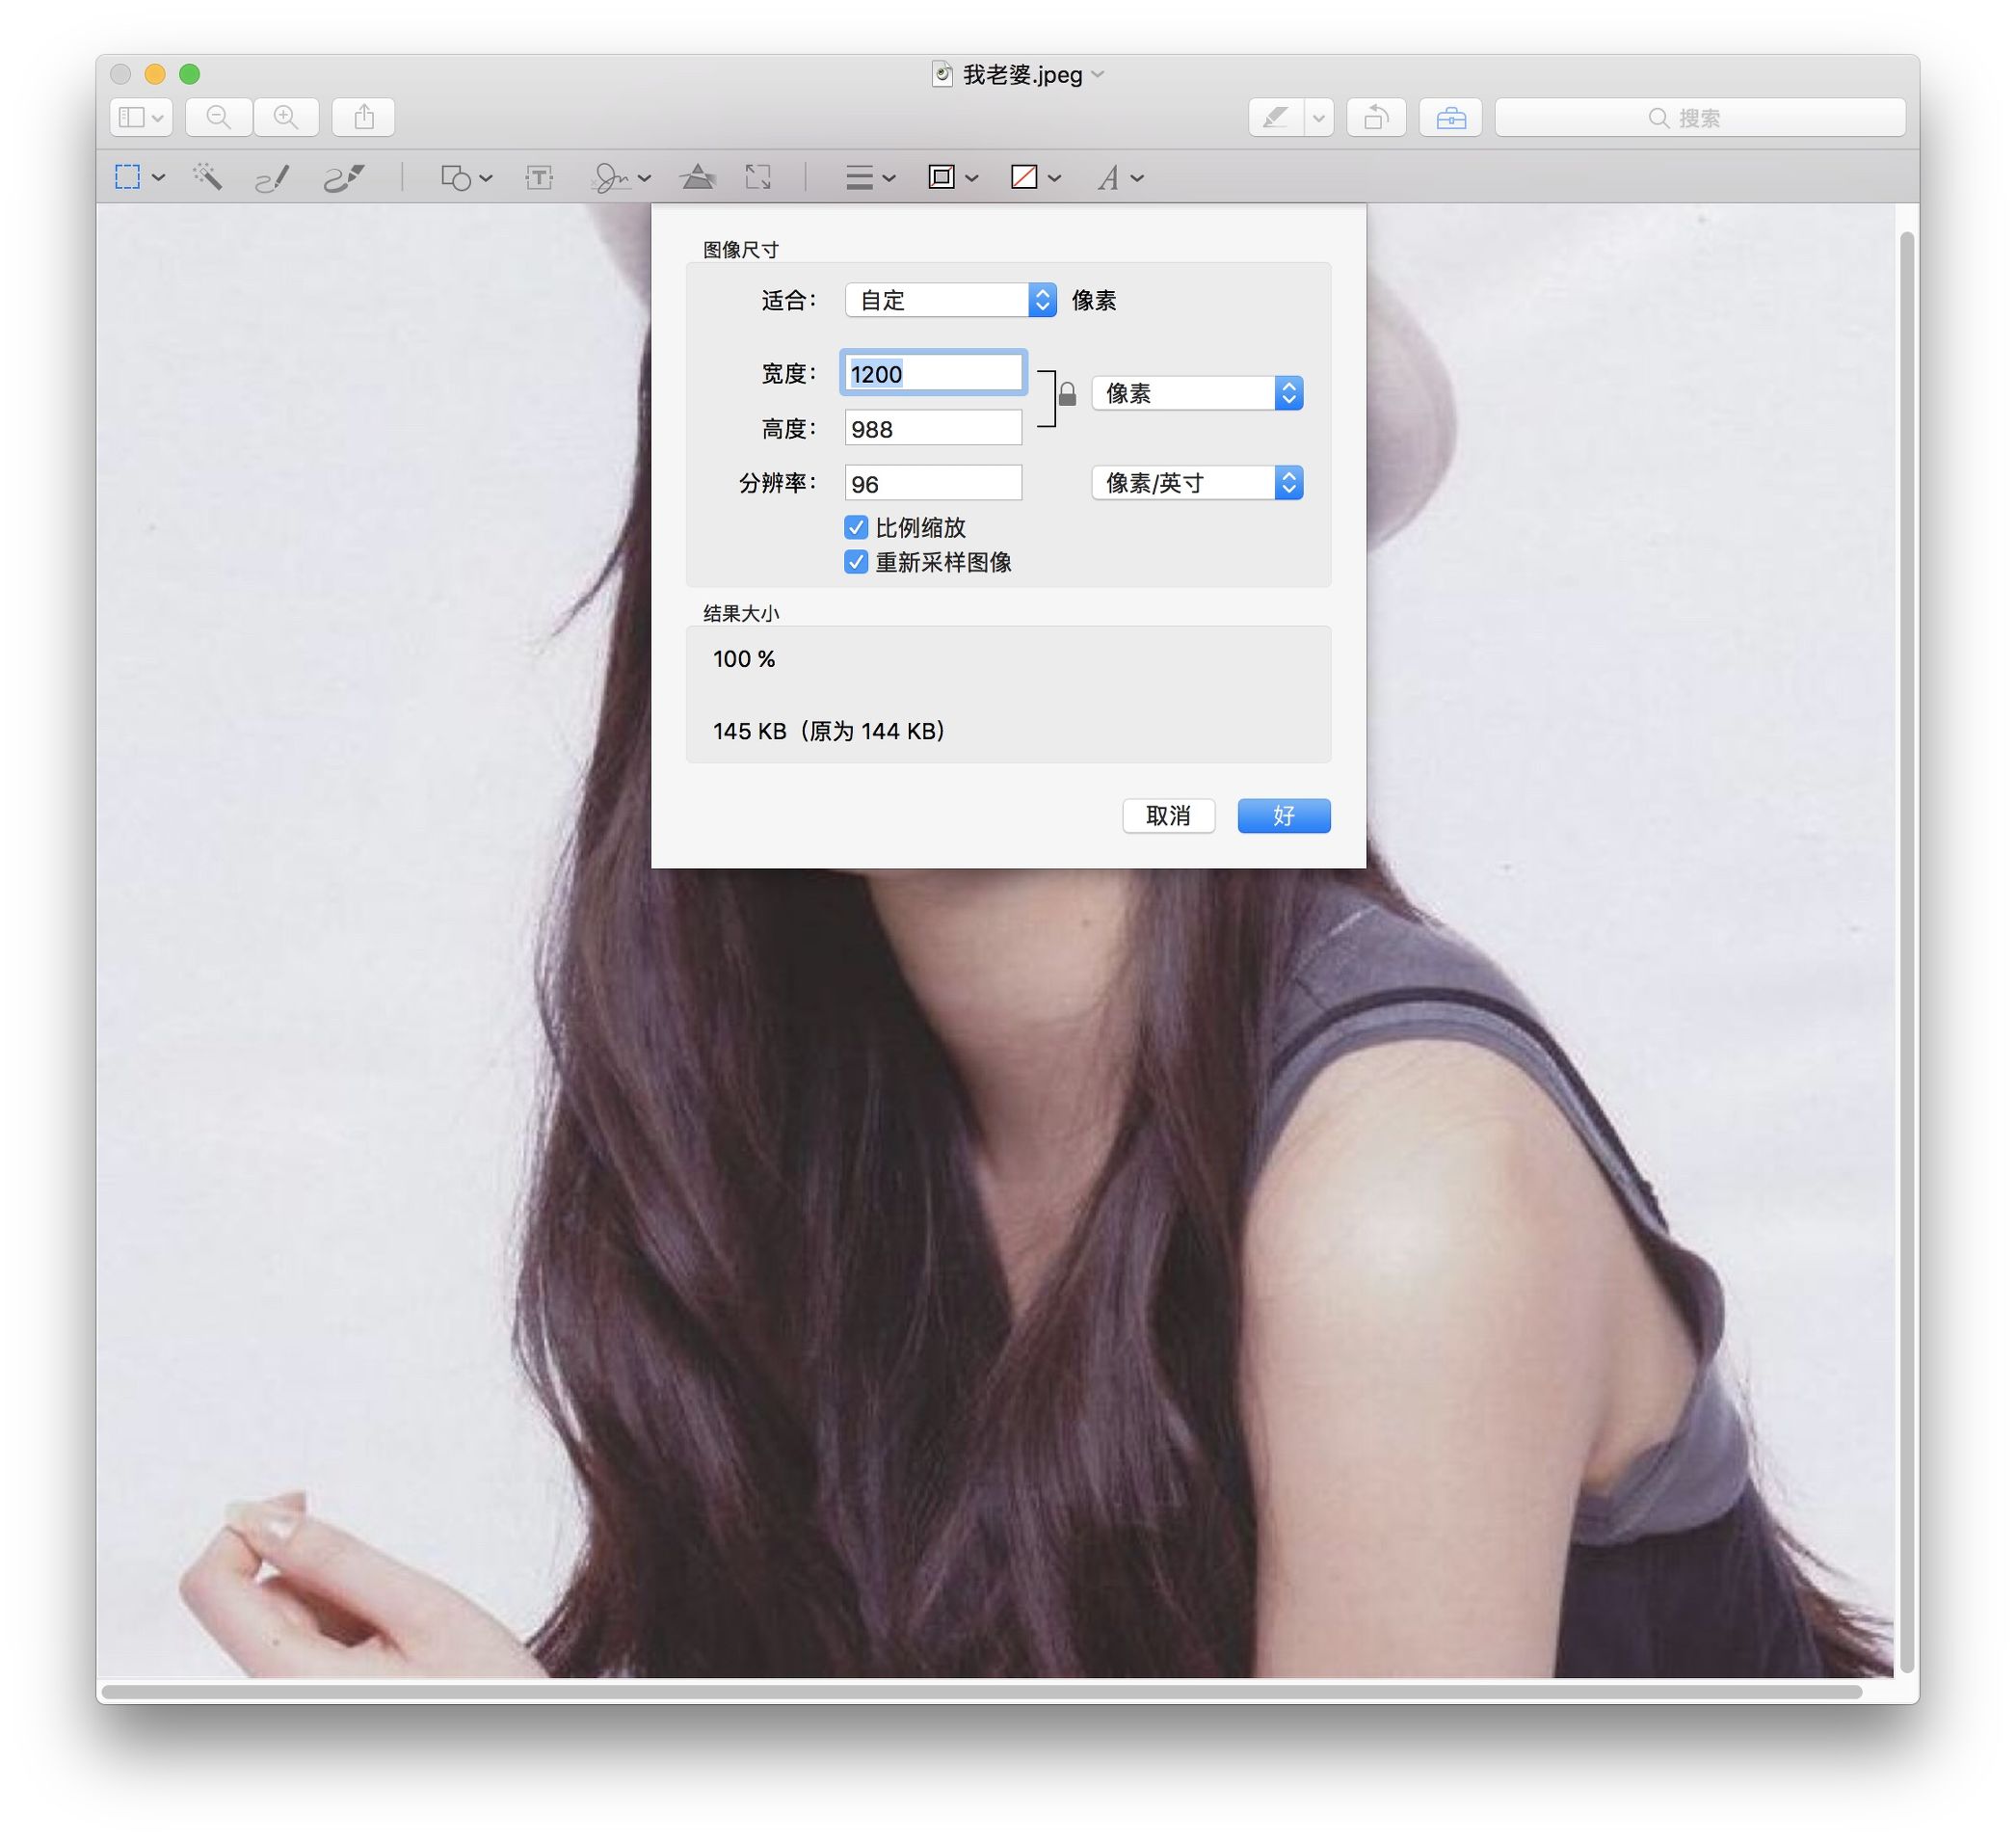 我老婆.jpeg
搜索
图像尺寸
适合： 自定 像素
宽度： 1200
像素
高度： 988
分辨率： 96 像素/英寸
比例缩放
重新采样图像
结果大小
100 %
145 KB（原为 144 KB）
取消 好